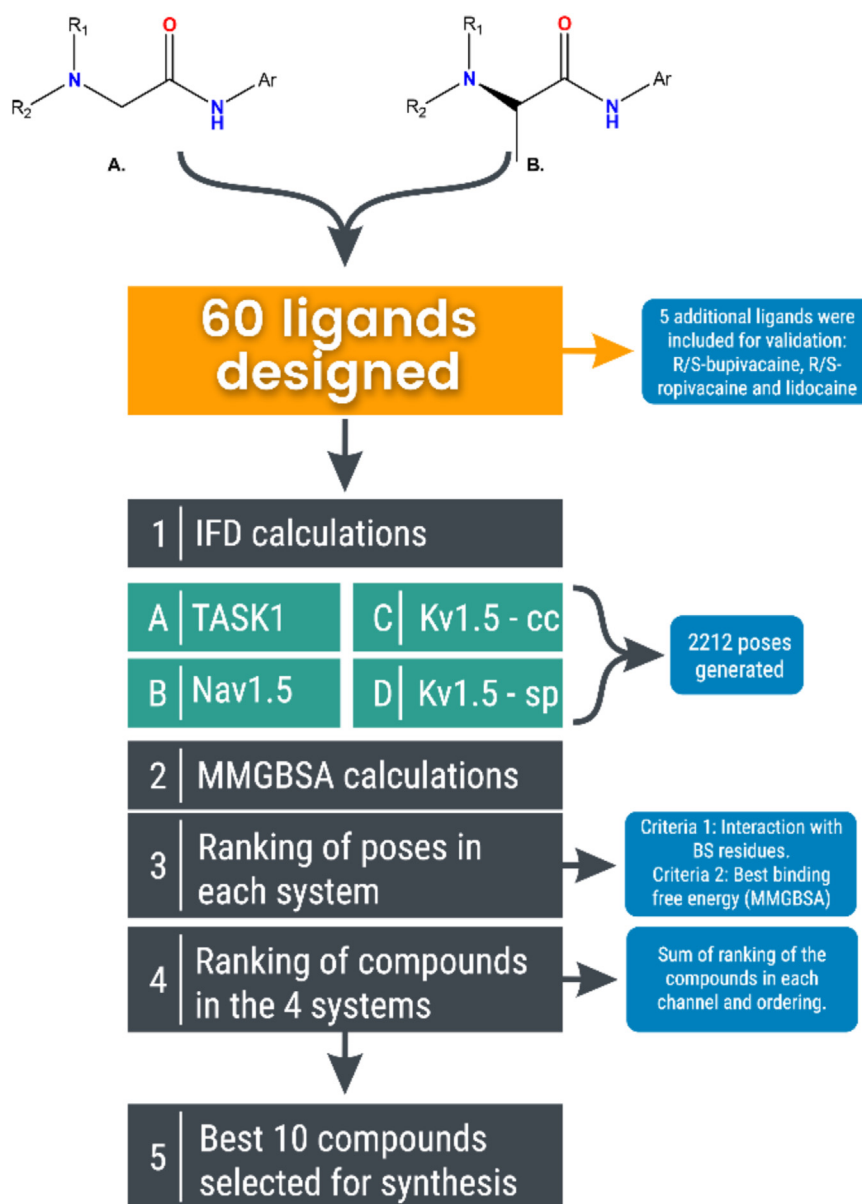 R1
O
N
R2
N
H
Ar
A.
R1
O
N
R2
N
H
Ar
B.
60 ligands
designed
5 additional ligands were
included for validation:
R/S-bupivacaine, R/S-
ropivacaine and lidocaine
1 IFD calculations
A TASK1
C Kv1.5 - cc
B Nav1.5
D Kv1.5 - sp
2212 poses
generated
2 MMGBSA calculations
3 Ranking of poses in
each system
Criteria 1: Interaction with
BS residues.
Criteria 2: Best binding
free energy (MMGBSA)
4 Ranking of compounds
in the 4 systems
Sum of ranking of the
compounds in each
channel and ordering.
5 Best 10 compounds
selected for synthesis